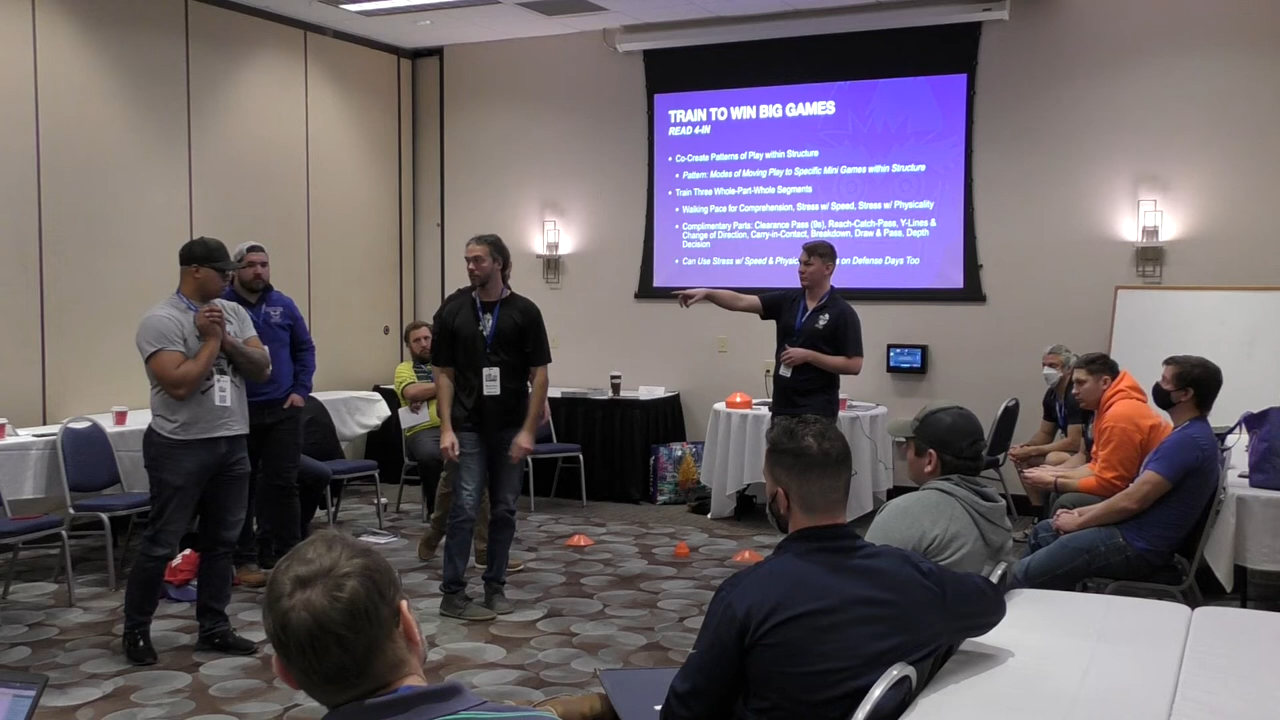 TRAIN TO WIN BIG GAMES
READ 4-IN
• Co-Create Patterns of Play within Structure
• Pattern: Modes of Moving Play to Specific Mini Games within Structure
• Train Three Whole-Part-Whole Segments
• Walking Pace for Comprehension, Stress w/ Speed, Stress w/ Physicality
• Complimentary Parts: Clearance Pass (9s), Reach-Catch-Pass, Y-Lines &
Change of Direction, Carry-in-Contact, Breakdown, Draw & Pass, Depth
Decision
• Can Use Stress w/ Speed & Physic on Defense Days Too